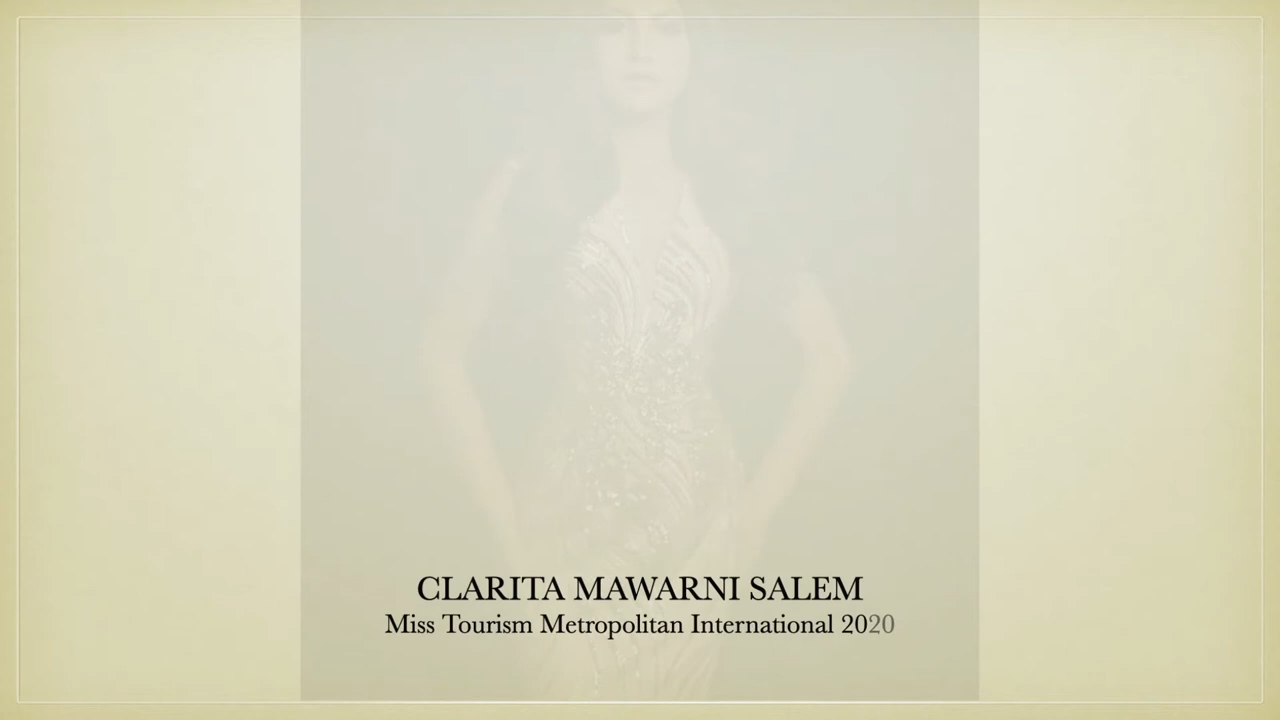 CLARITA MAWARNI SALEM
Miss Tourism Metropolitan International 2020